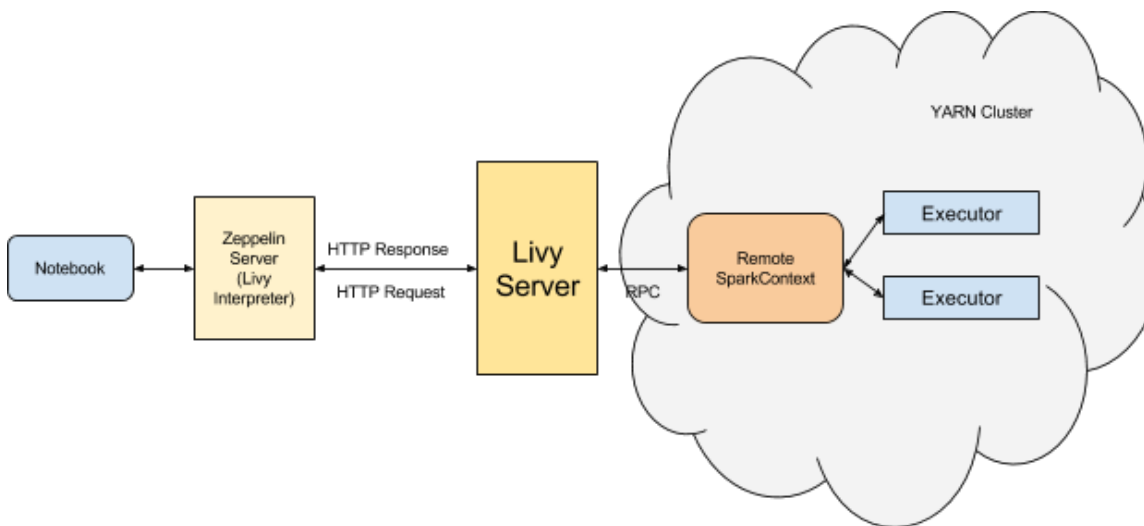 YARN Cluster
Notebook
Zeppelin
Server
(Livy
Interpreter)
HTTP Response
HTTP Request
Livy
Server
RPC
Remote
SparkContext
Executor
Executor